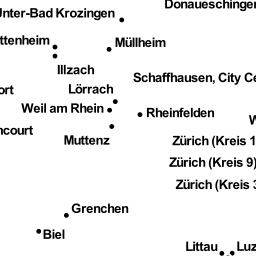 Donaueschingen
Unter-Bad Krozingen
ttenheim
Müllheim
Illzach
Schaffhausen, City Ce
ort
Lörrach
Weil am Rhein
Rheinfelden
W
ncourt
Muttenz
Zürich (Kreis 1
Zürich (Kreis 9)
Zürich (Kreis 3
Grenchen
Biel
Littau
Luz